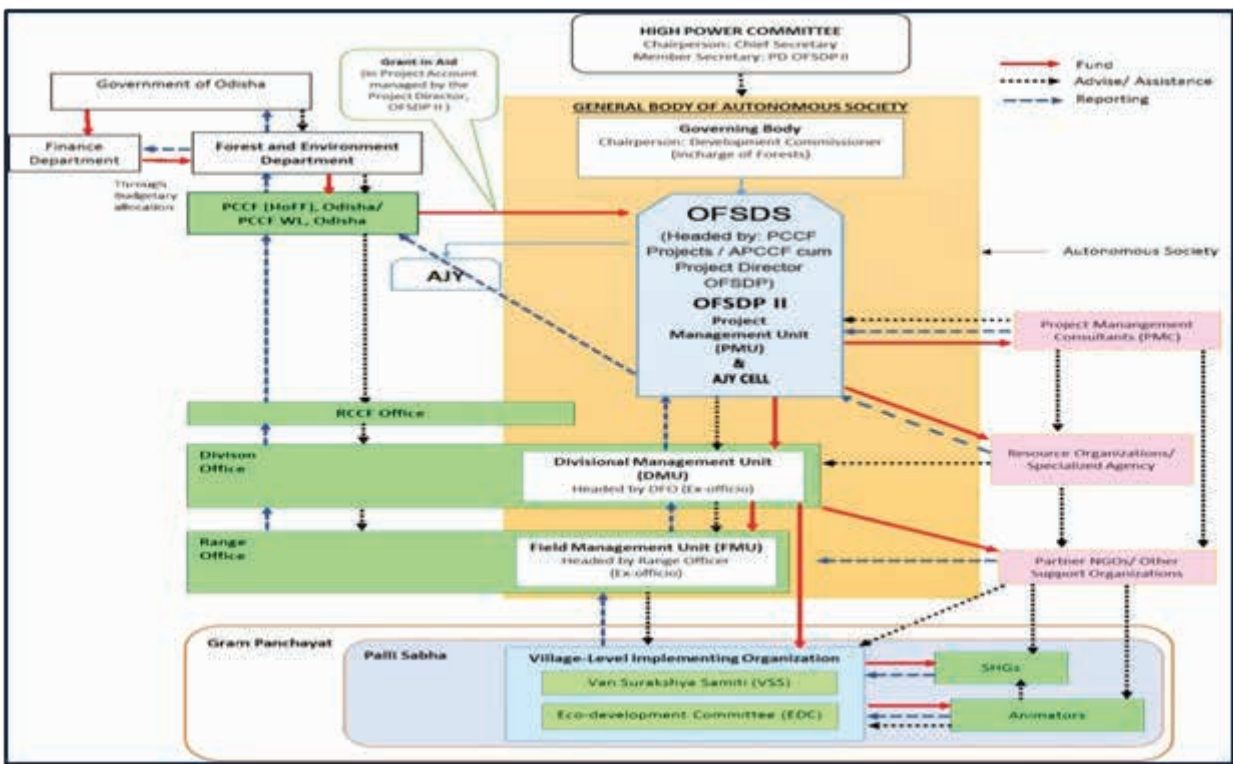 HIGH POWER COMMITTEE
Chairperson: Chief Secretary
Member Secretary: PD OFSDP II
Grant in Aid
(in Project Account
managed by the
Project Director,
OFSDP II )
Fund
Advise/ Assistance
Reporting
Government of Odisha
GENERAL BODY OF AUTONOMOUS SOCIETY
Governing Body
Chairperson: Development Commissioner
(Incharge of Forests)
Finance
Department
Forest and Environment
Department
Through
Budgetary
allocation
PCCF (HoFF), Odisha/
PCCF WL, Odisha
OFSDS
(Headed by: PCCF
Projects / APCCF cum
Project Director
OFSDP)
OFSDP II
Project
Management Unit
(PMU)
&
AJY CELL
Autonomous Society
AJY
Project Manangement
Consultants (PMC)
RCCF Office
Divison
Office
Divisional Management Unit
(DMU)
Headed by DFO (Ex-officio)
Resource Organizations/
Specialized Agency
Range
Office
Field Management Unit (FMU)
Headed by Range Officer
(Ex-officio)
Partner NGOs/ Other
Support Organizations
Gram Panchayat
Palli Sabha
Village-Level Implementing Organization
Van Surakshya Samiti (VSS)
Eco-development Committee (EDC)
SHGs
Animators